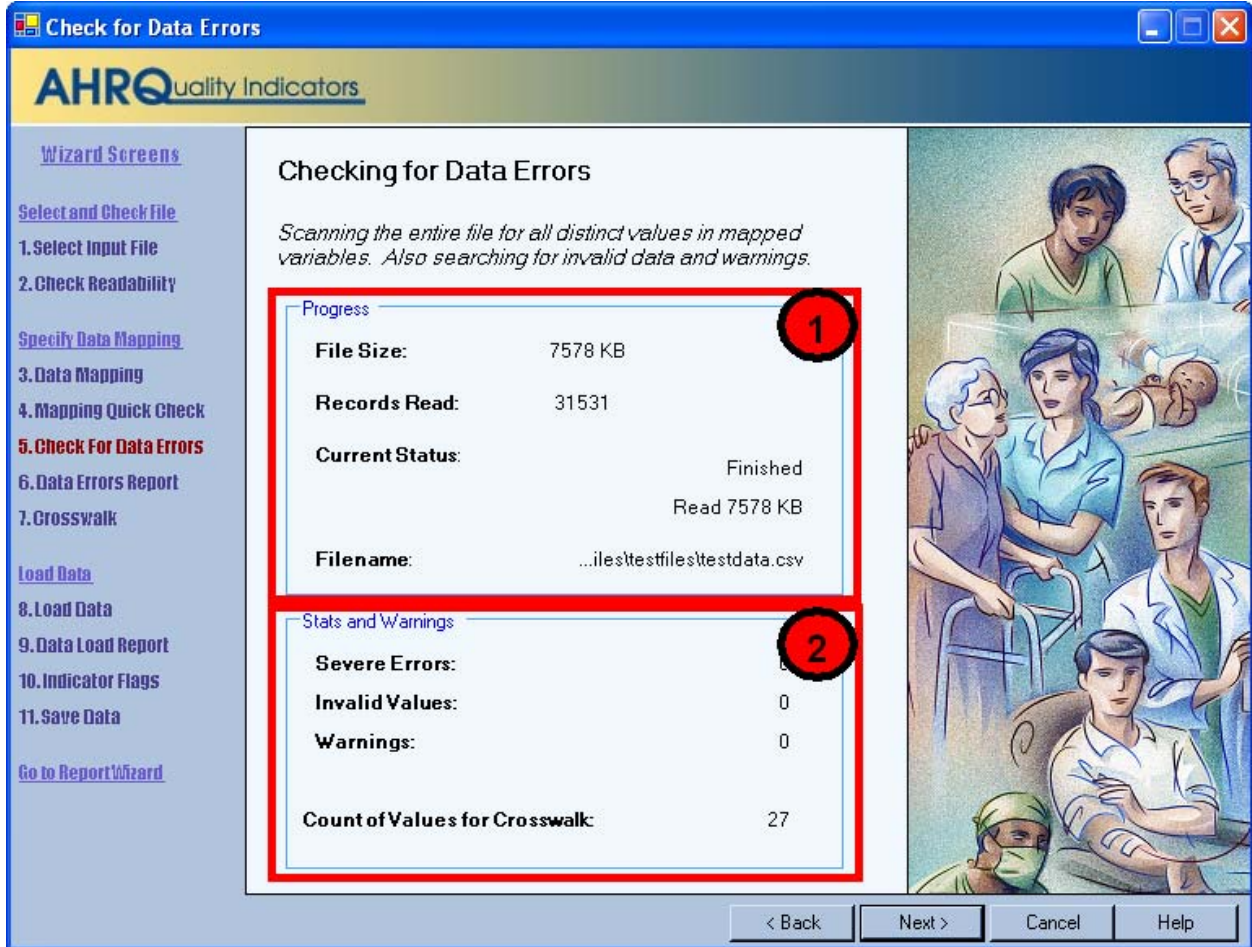 Check for Data Errors
AHRQuality Indicators
Wizard Screens
Select and Check File
1. Select Input File
2. Check Readability
Specify Data Mapping
3. Data Mapping
4. Mapping Quick Check
5. Check For Data Errors
6. Data Errors Report
7. Crosswalk
Load Data
8. Load Data
9. Data Load Report
10. Indicator Flags
11. Save Data
Go to Report Wizard
Checking for Data Errors
Scanning the entire file for all distinct values in mapped
variables. Also searching for invalid data and warnings.
Progress
1
File Size: 7578 KB
Records Read: 31531
Current Status: Finished
Read 7578 KB
Filename: ...iles\testfiles\testdata.csv
Stats and Warnings
2
Severe Errors:
Invalid Values: 0
Warnings: 0
Count of Values for Crosswalk: 27
< Back
Next >
Cancel
Help